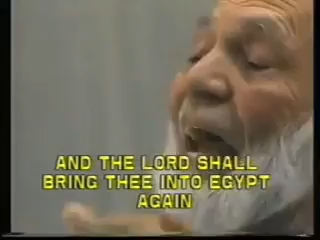 AND THE LORD SHALL
BRING THEE INTO EGYPT
AGAIN